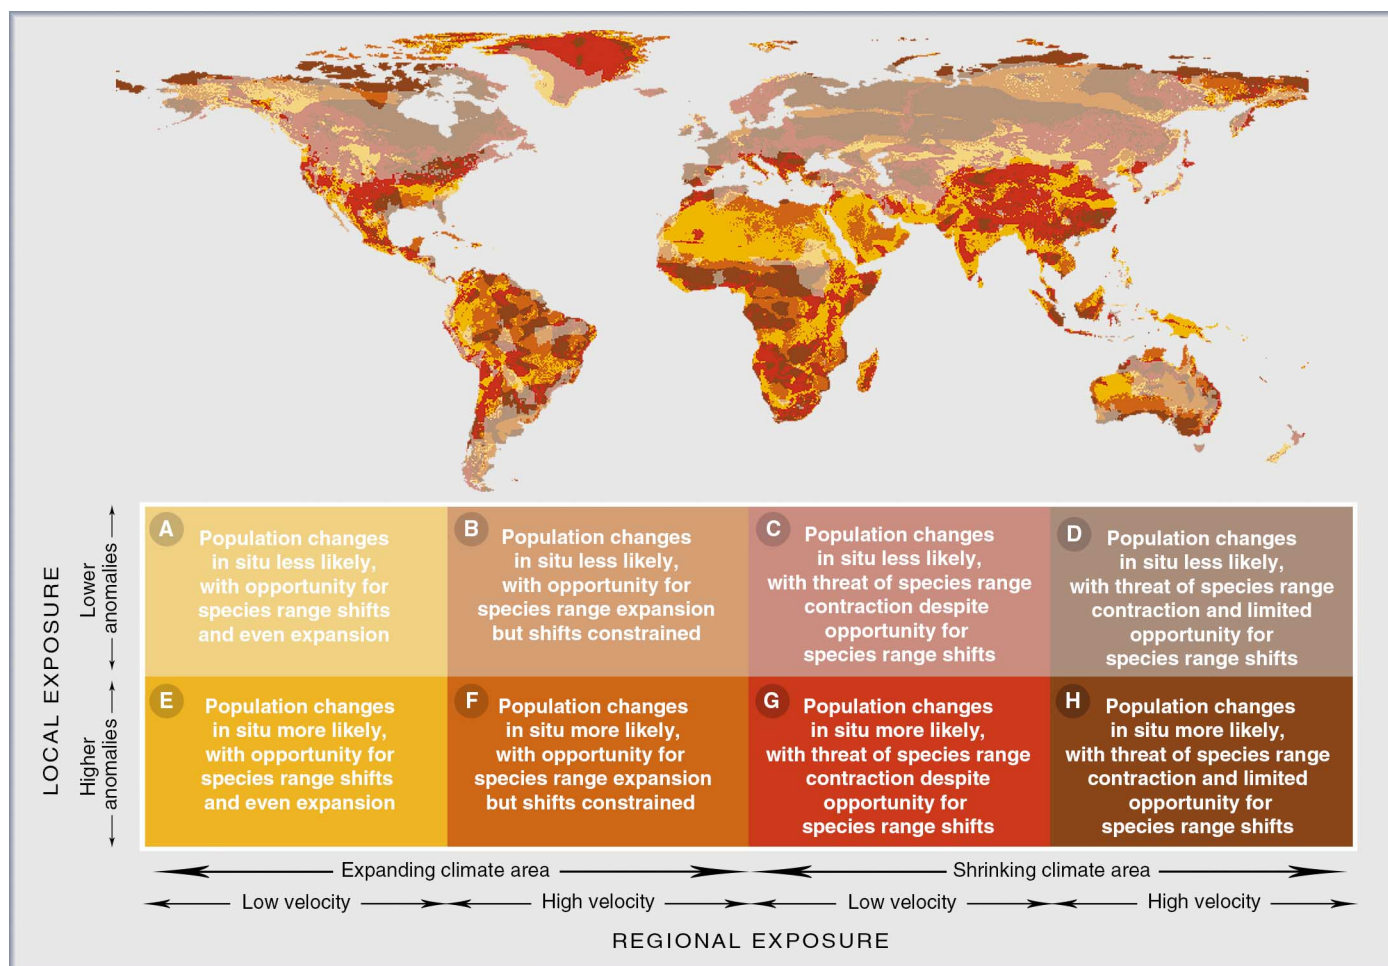 A
Population changes
in situ less likely,
with opportunity for
species range shifts
and even expansion
B
Population changes
in situ less likely,
with opportunity for
species range expansion
but shifts constrained
C
Population changes
in situ less likely,
with threat of species range
contraction despite
opportunity for
species range shifts
D
Population changes
in situ less likely,
with threat of species range
contraction and limited
opportunity for
species range shifts
E
Population changes
in situ more likely,
with opportunity for
species range shifts
and even expansion
F
Population changes
in situ more likely,
with opportunity for
species range expansion
but shifts constrained
G
Population changes
in situ more likely,
with threat of species range
contraction despite
opportunity for
species range shifts
H
Population changes
in situ more likely,
with threat of species range
contraction and limited
opportunity for
species range shifts
LOCAL EXPOSURE
Lower
anomalies
Higher
anomalies
Expanding climate area
Shrinking climate area
Low velocity
High velocity
Low velocity
High velocity
REGIONAL EXPOSURE